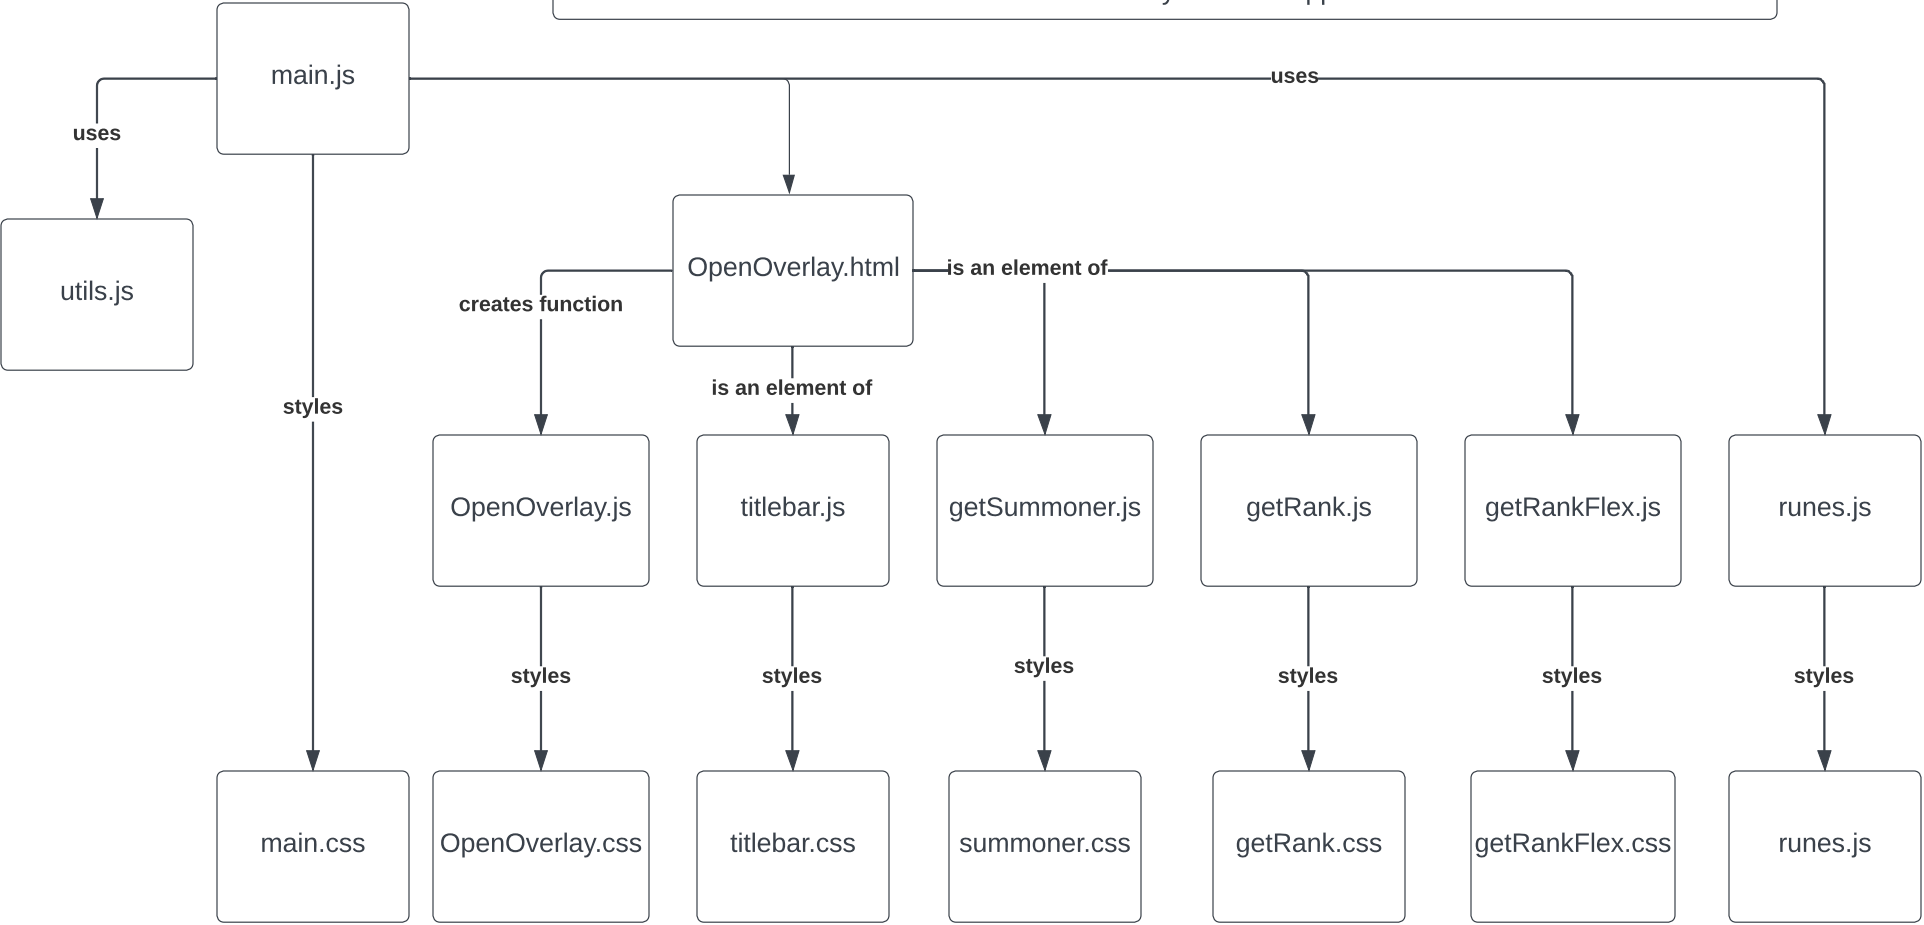 main.js
uses
uses
utils.js
OpenOverlay.html
is an element of
creates function
is an element of
styles
OpenOverlay.js
titlebar.js
getSummoner.js
getRank.js
getRankFlex.js
runes.js
styles
styles
styles
styles
styles
styles
main.css
OpenOverlay.css
titlebar.css
summoner.css
getRank.css
getRankFlex.css
runes.js